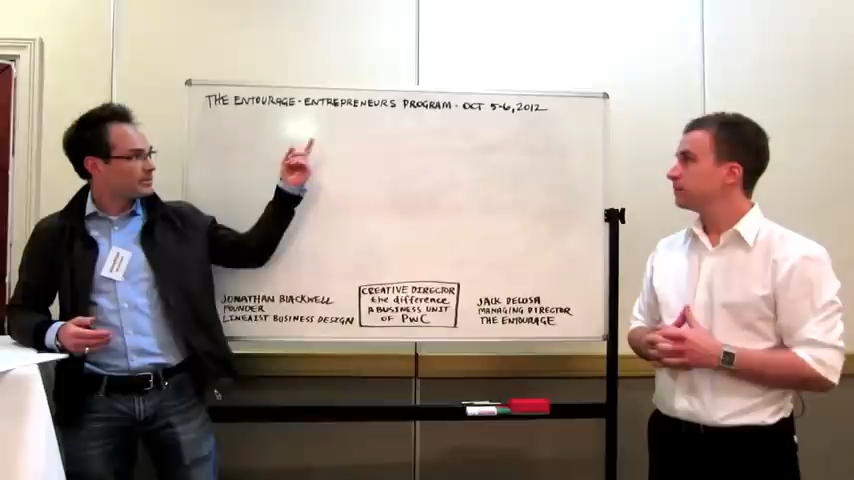 THE ENTOURAGE - ENTREPRENEURS PROGRAM - OCT 5-6, 2012
JONATHAN BLACKWELL
FOUNDER
LINEAIST BUSINESS DESIGN
CREATIVE DIRECTOR
the difference
A BUSINESS UNIT
OF PwC
JACK DELOSA
MANAGING DIRECTOR
THE ENTOURAGE